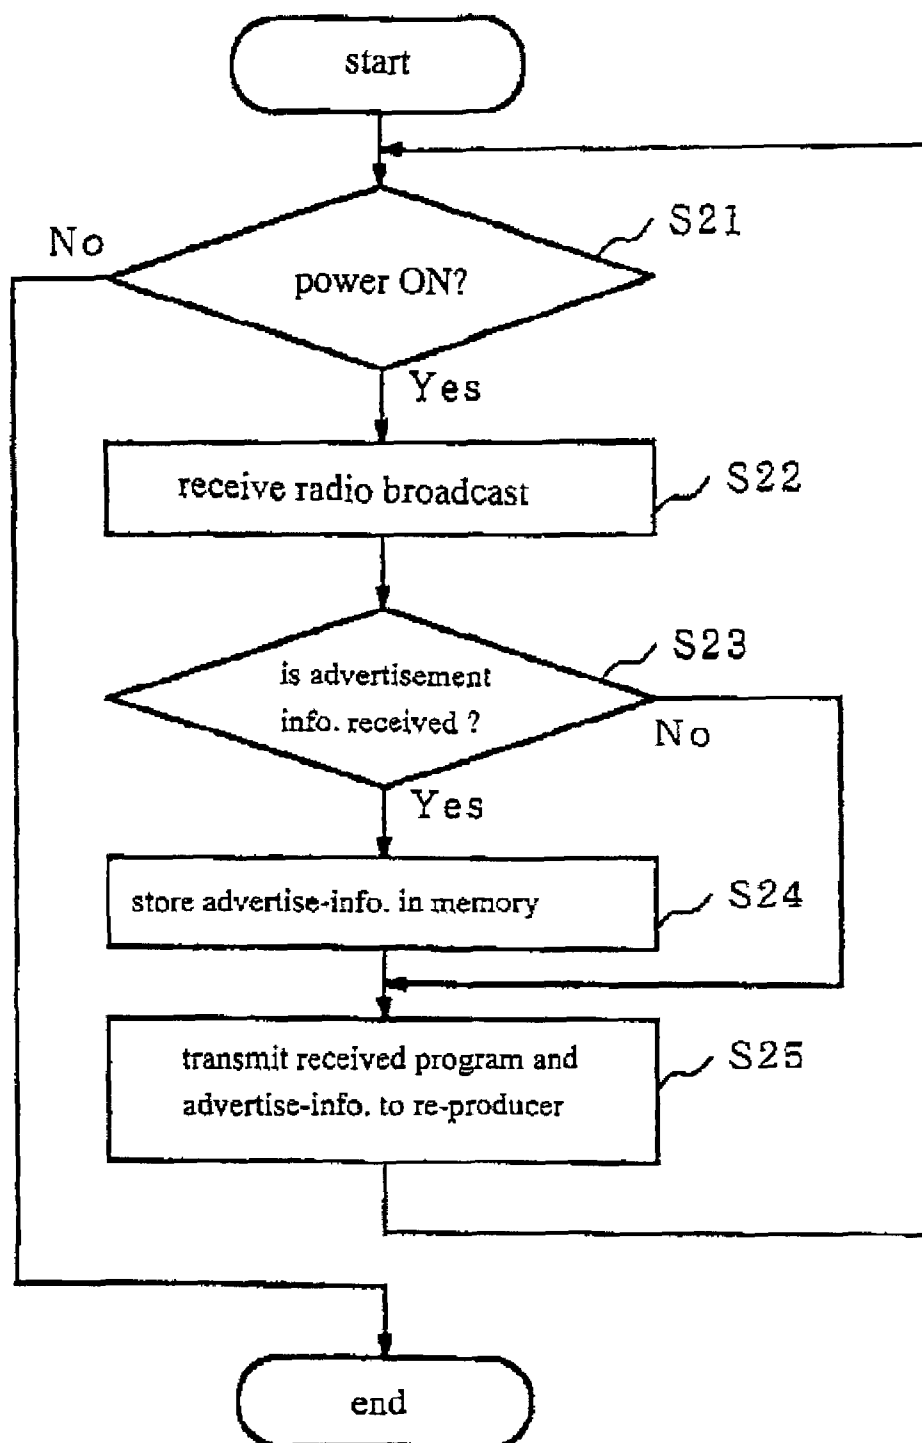 start
S21
No
power ON?
Yes
receive radio broadcast
S22
S23
is advertisement
info. received ?
No
Yes
store advertise-info. in memory
S24
transmit received program and
S25
advertise-info. to re-producer
end